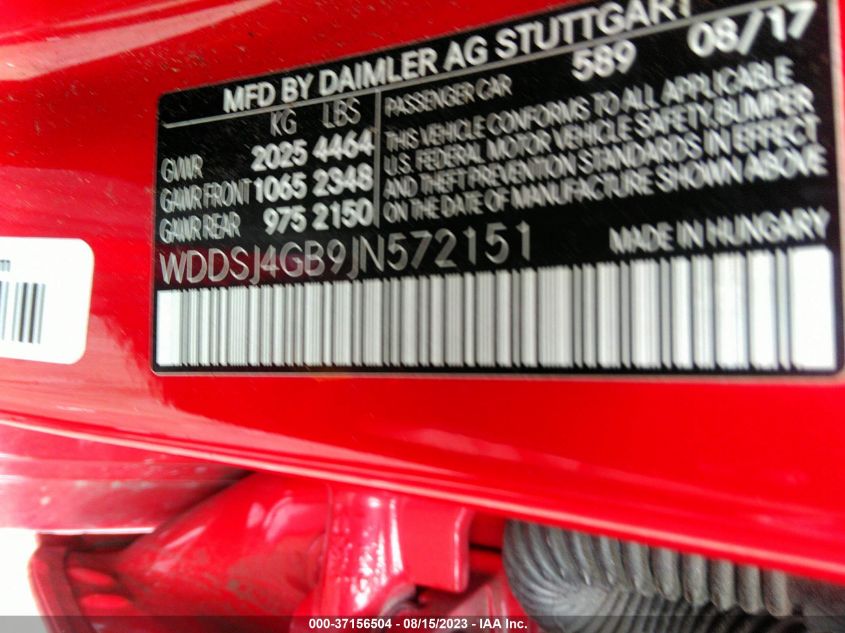 MFD BY DAIMLER AG STUTTGART
KG LBS
GVWR 2025 4464
GAWR FRONT 1065 2348
GAWR REAR 975 2150
589 08/17
PASSENGER CAR
THIS VEHICLE CONFORMS TO ALL APPLICABLE
U.S. FEDERAL MOTOR VEHICLE SAFETY, BUMPER
AND THEFT PREVENTION STANDARDS IN EFFECT
ON THE DATE OF MANUFACTURE SHOWN ABOVE
WDDSJ4GB9JN572151
MADE IN HUNGARY
000-37156504 - 08/15/2023 - IAA Inc.